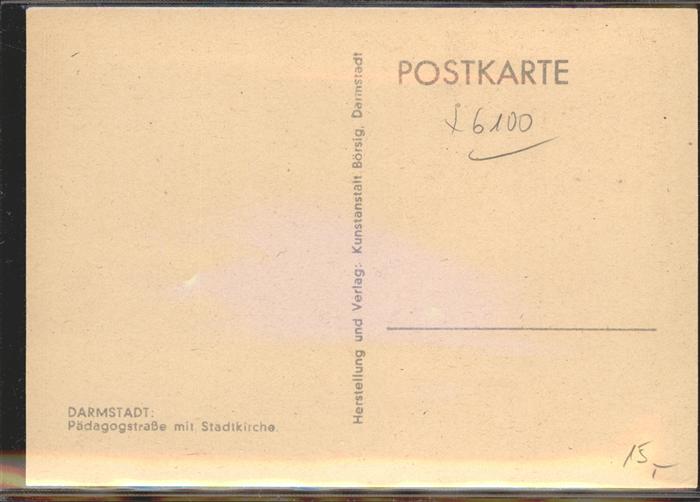 POSTKARTE
x 6100
Herstellung und Verlag: Kunstanstalt Börsig, Darmstadt
DARMSTADT:
Pädagogstraße mit Stadtkirche.
15,-